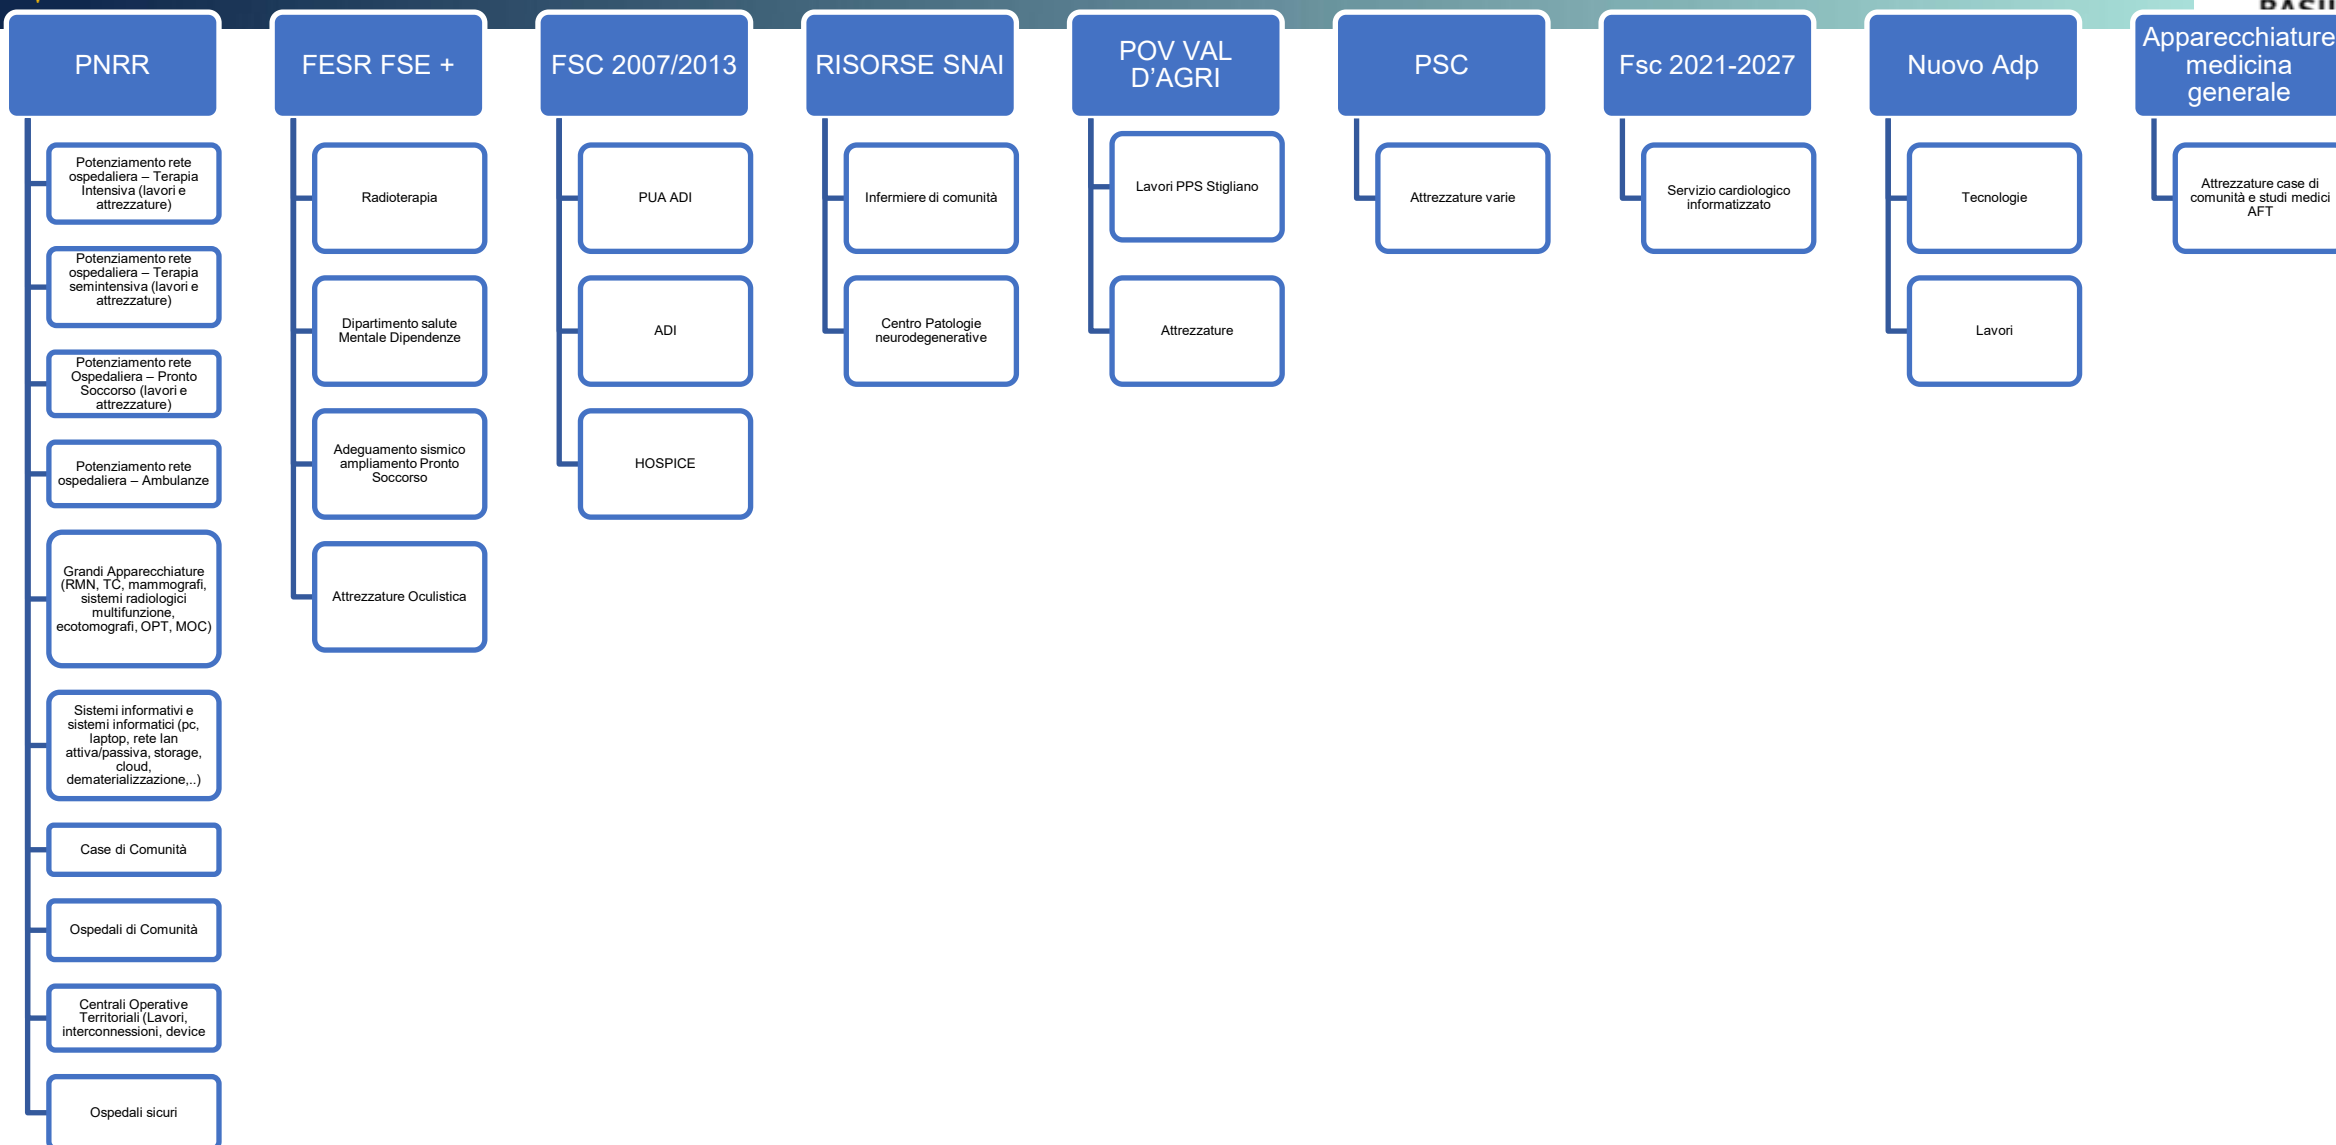 PNRR
Potenziamento rete
ospedaliera – Terapia
Intensiva (lavori e
attrezzature)
Potenziamento rete
ospedaliera – Terapia
semintensiva (lavori e
attrezzature)
Potenziamento rete
Ospedaliera – Pronto
Soccorso (lavori e
attrezzature)
Potenziamento rete
ospedaliera – Ambulanze
Grandi Apparecchiature
(RMN, TC, mammografi,
sistemi radiologici
multifunzione,
ecotomografi, OPT, MOC)
Sistemi informativi e
sistemi informatici (pc,
laptop, rete lan
attiva/passiva, storage,
cloud,
dematerializzazione,..)
Case di Comunità
Ospedali di Comunità
Centrali Operative
Territoriali (Lavori,
interconnessioni, device
Ospedali sicuri
FESR FSE +
Radioterapia
Dipartimento salute
Mentale Dipendenze
Adeguamento sismico
ampliamento Pronto
Soccorso
Attrezzature Oculistica
FSC 2007/2013
PUA ADI
ADI
HOSPICE
RISORSE SNAI
Infermiere di comunità
Centro Patologie
neurodegenerative
POV VAL
D’AGRI
Lavori PPS Stigliano
Attrezzature
PSC
Attrezzature varie
Fsc 2021-2027
Servizio cardiologico
informatizzato
Nuovo Adp
Tecnologie
Lavori
Apparecchiature
medicina
generale
Attrezzature case di
comunità e studi medici
AFT